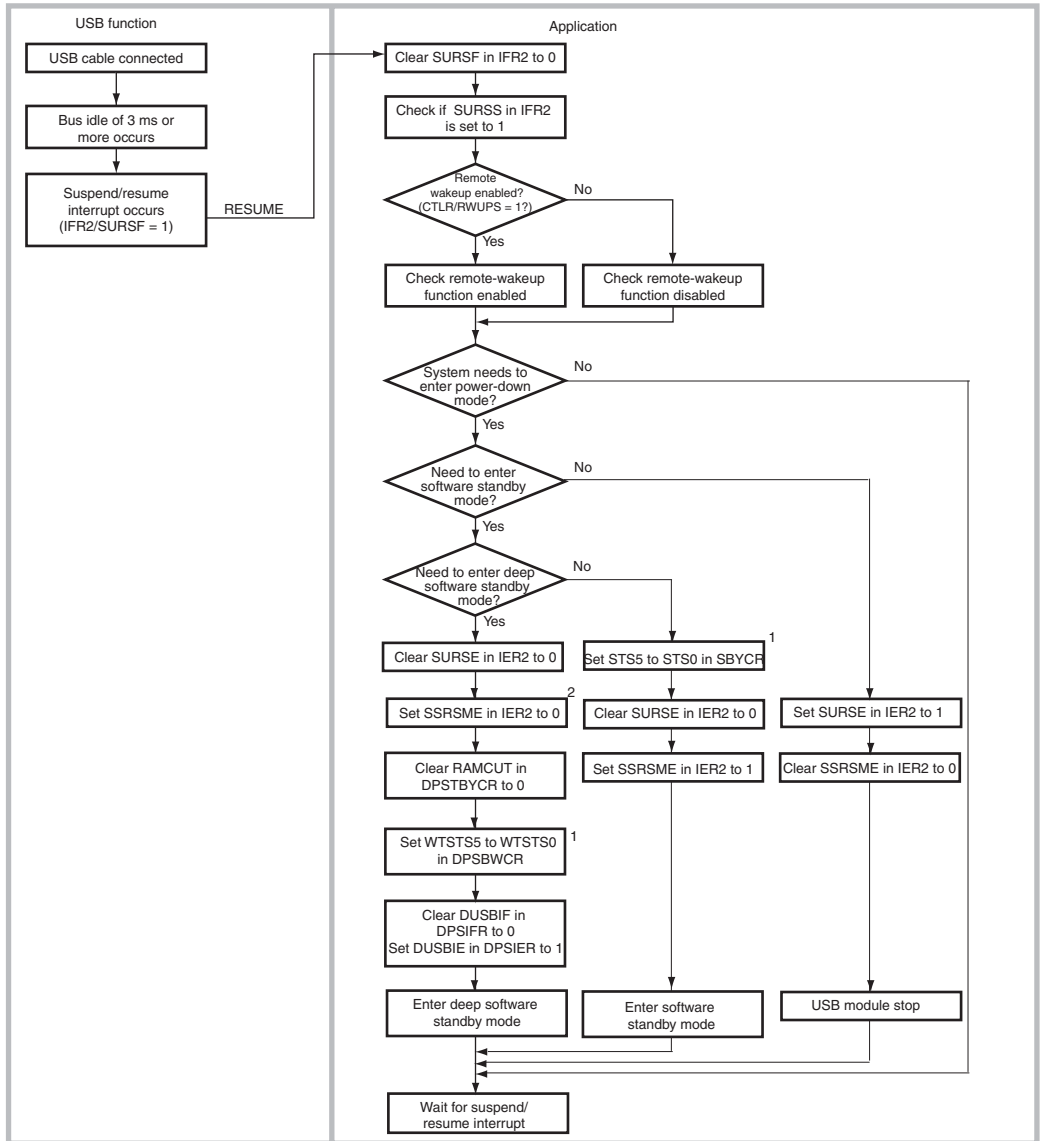 USB function
USB cable connected
Bus idle of 3 ms or
more occurs
Suspend/resume
interrupt occurs
(IFR2/SURSF = 1)
RESUME
Application
Clear SURSF in IFR2 to 0
Check if  SURSS in IFR2
is set to 1
Remote
wakeup enabled?
(CTLR/RWUPS = 1?)
No
Yes
Check remote-wakeup
function enabled
Check remote-wakeup
function disabled
System needs to
enter power-down
mode?
No
Yes
Need to enter
software standby
mode?
No
Yes
Need to enter deep
software standby
mode?
No
Yes
Clear SURSE in IER2 to 0
2
Set SSRSME in IER2 to 0
Clear RAMCUT in
DPSTBYCR to 0
1
Set WTSTS5 to WTSTS0
in DPSBWCR
Clear DUSBIF in
DPSIFR to 0
Set DUSBIE in DPSIER to 1
Enter deep software
standby mode
1
Set STS5 to STS0 in SBYCR
Clear SURSE in IER2 to 0
Set SSRSME in IER2 to 1
Enter software
standby mode
Set SURSE in IER2 to 1
Clear SSRSME in IER2 to 0
USB module stop
Wait for suspend/
resume interrupt